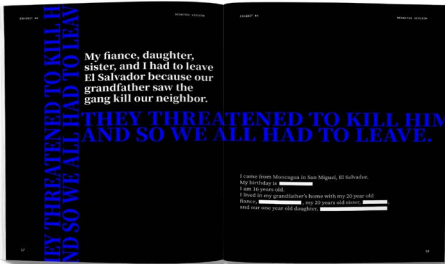 My fiance, daughter,
sister, and I had to leave
El Salvador because our
grandfather saw the
gang kill our neighbor.
EY THREATENED TO KILL H
ND SO WE ALL HAD TO LEAV
THEY THREATENED TO KILL HIM
AND SO WE ALL HAD TO LEAVE.
I came from Moncagua in San Miguel, El Salvador.
My birthday is
I am 16 years old.
I lived in my grandfather's home with my 20 year old
fiance, , my 20 years old sister, ,
and our one year old daughter,